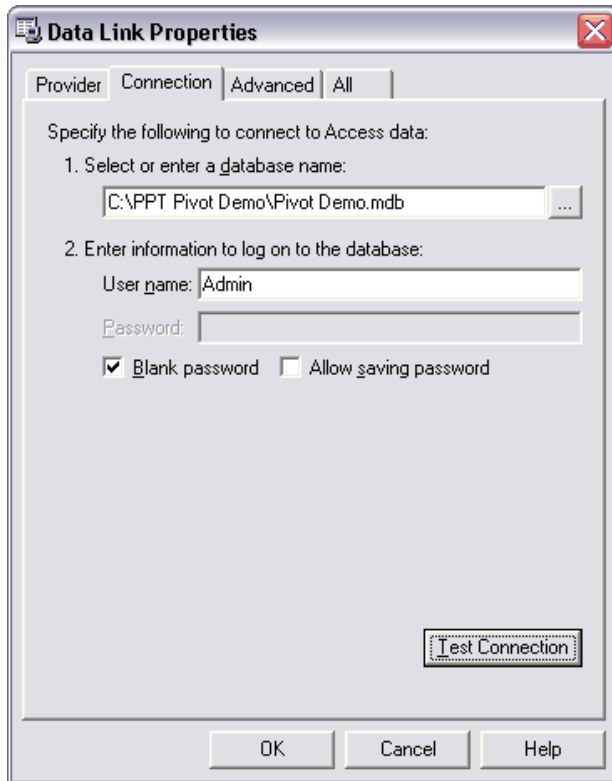 Data Link Properties
Provider Connection Advanced All
Specify the following to connect to Access data:
1. Select or enter a database name:
C:\PPT Pivot Demo\Pivot Demo.mdb ...
2. Enter information to log on to the database:
User name: Admin
Password:
Blank password Allow saving password
Test Connection
OK Cancel Help